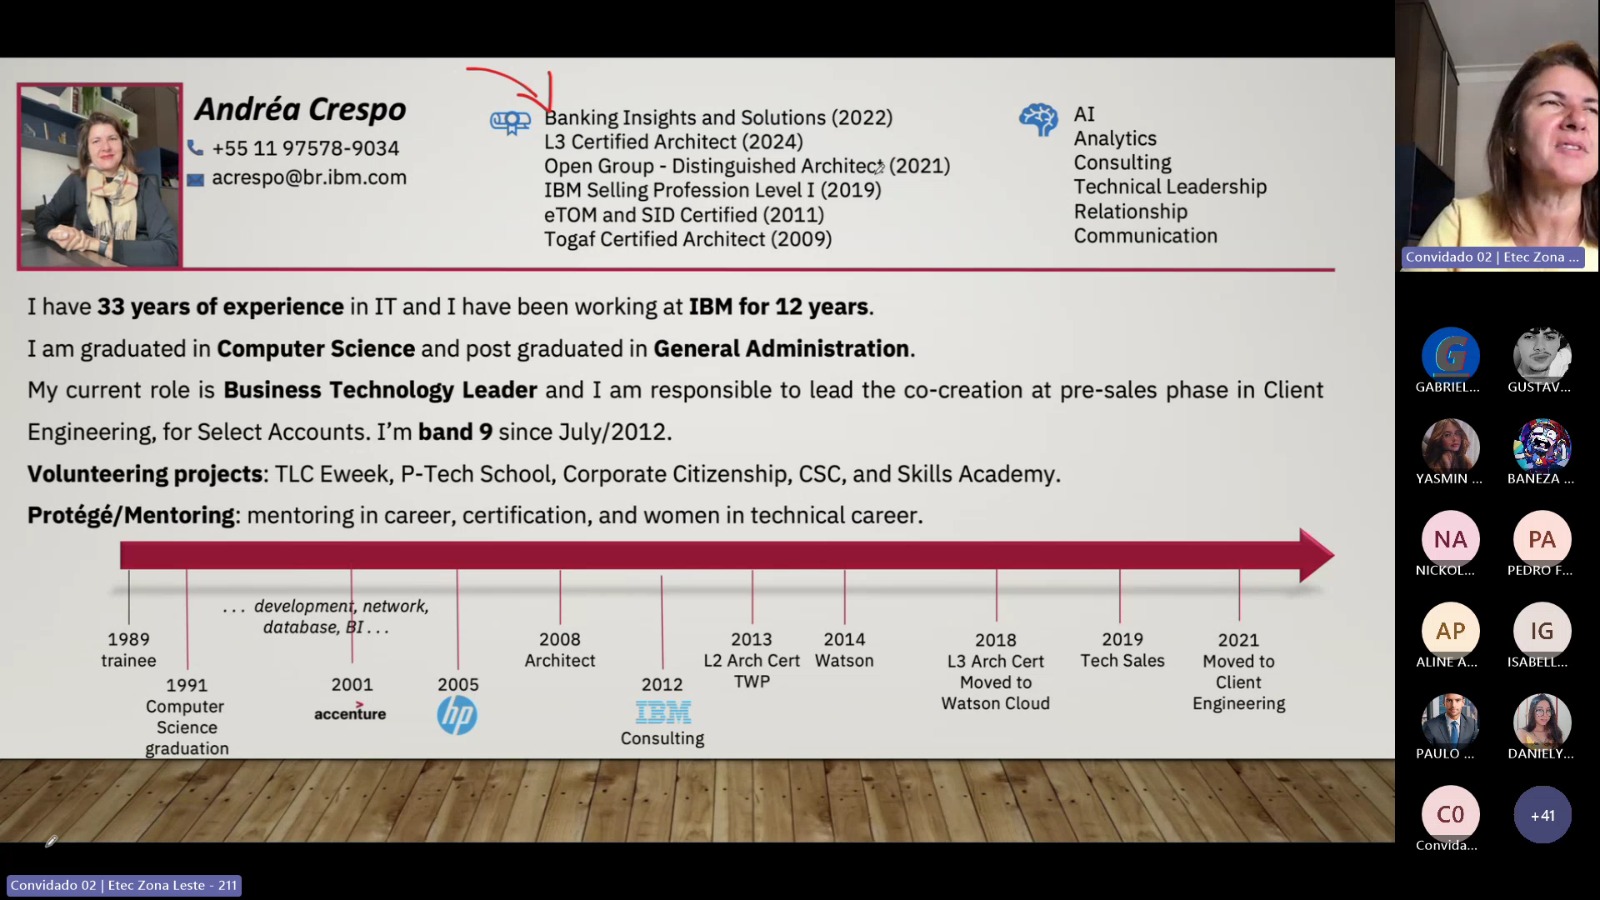 Andréa Crespo
+55 11 97578-9034
acrespo@br.ibm.com
Banking Insights and Solutions (2022)
L3 Certified Architect (2024)
Open Group - Distinguished Architect (2021)
IBM Selling Profession Level I (2019)
eTOM and SID Certified (2011)
Togaf Certified Architect (2009)
AI
Analytics
Consulting
Technical Leadership
Relationship
Communication
I have 33 years of experience in IT and I have been working at IBM for 12 years.
I am graduated in Computer Science and post graduated in General Administration.
My current role is Business Technology Leader and I am responsible to lead the co-creation at pre-sales phase in Client
Engineering, for Select Accounts. I'm band 9 since July/2012.
Volunteering projects: TLC Eweek, P-Tech School, Corporate Citizenship, CSC, and Skills Academy.
Protégé/Mentoring: mentoring in career, certification, and women in technical career.
... development, network,
database, BI ...
1989
trainee
1991
Computer
Science
graduation
2001
accenture
2005
hp
2008
Architect
2012
IBM
Consulting
2013
L2 Arch Cert
TWP
2014
Watson
2018
L3 Arch Cert
Moved to
Watson Cloud
2019
Tech Sales
2021
Moved to
Client
Engineering
Convidado 02 | Etec Zona Leste - 211
Convidado 02 | Etec Zona ...
G
GABRIEL...
GUSTAV...
YASMIN ...
BANEZA ...
NA
NICKOL...
PA
PEDRO F...
AP
ALINE A...
IG
ISABELL...
PAULO ...
DANIELY...
C0
Convida...
+41